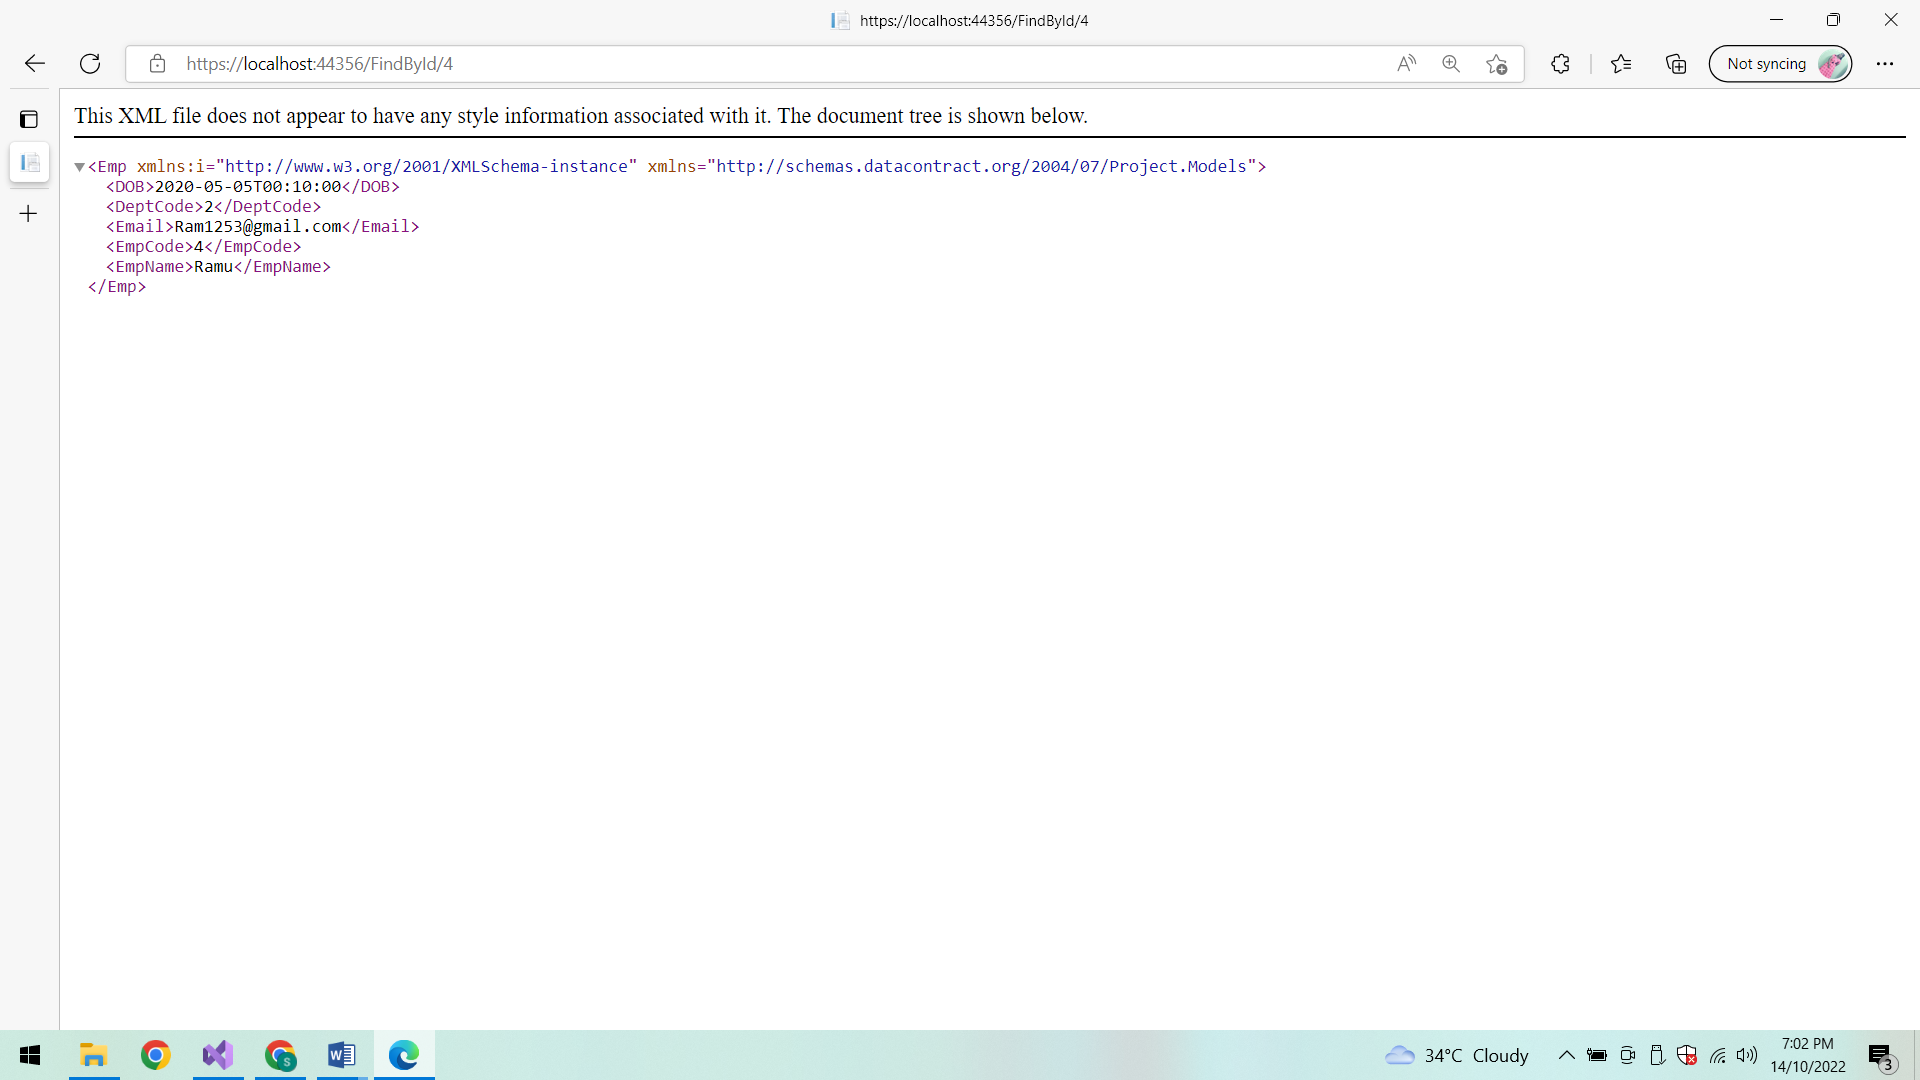 https://localhost:44356/FindById/4
https://localhost:44356/FindById/4
Not syncing
This XML file does not appear to have any style information associated with it. The document tree is shown below.
<Emp xmlns:i="http://www.w3.org/2001/XMLSchema-instance" xmlns="http://schemas.datacontract.org/2004/07/Project.Models">
<DOB>2020-05-05T00:10:00</DOB>
<DeptCode>2</DeptCode>
<Email>Ram1253@gmail.com</Email>
<EmpCode>4</EmpCode>
<EmpName>Ramu</EmpName>
</Emp>
34°C Cloudy
7:02 PM
14/10/2022
3